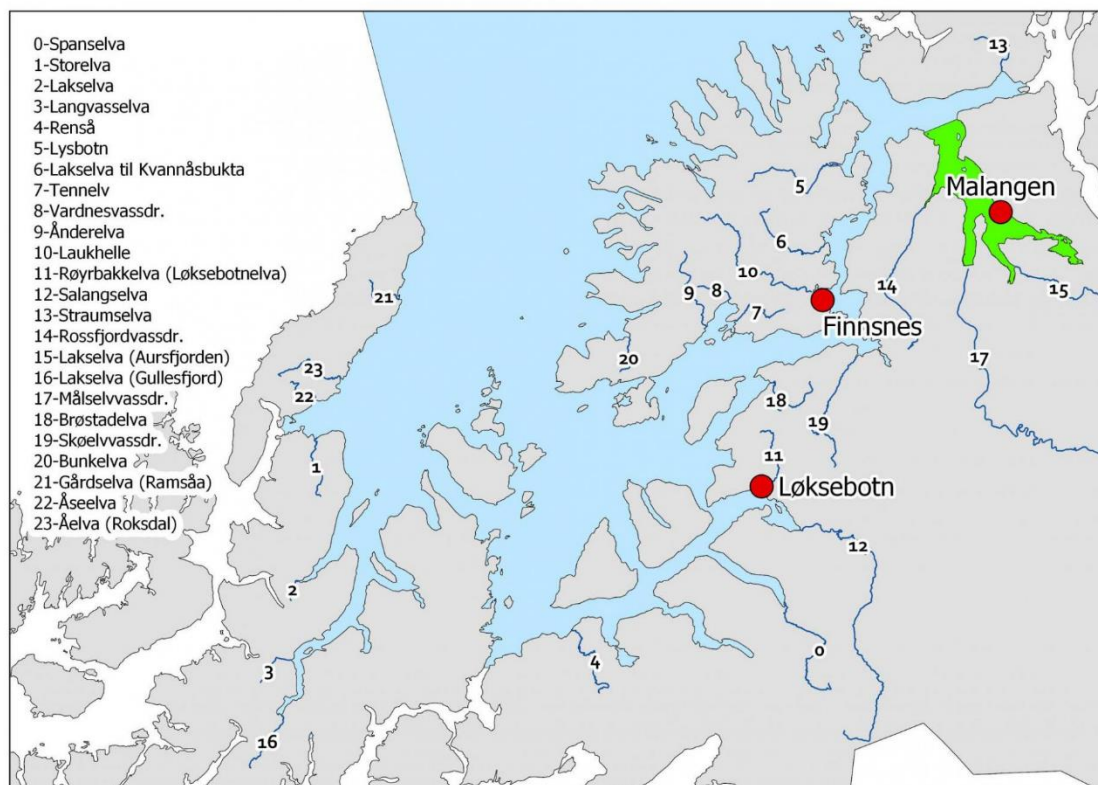 0-Spanselva
1-Storelva
2-Lakselva
3-Langvasselva
4-Renså
5-Lysbotn
6-Lakselva til Kvannåsbukta
7-Tennelv
8-Vardnesvassdr.
9-Ånderelva
10-Laukhelle
11-Røyrbakkelva (Løksebotnelva)
12-Salangselva
13-Straumselva
14-Rossfjordvassdr.
15-Lakselva (Aursfjorden)
16-Lakselva (Gullesfjord)
17-Målselvvassdr.
18-Brøstadelva
19-Skøelvvassdr.
20-Bunkelva
21-Gårdselva (Ramsåa)
22-Åseelva
23-Åelva (Roksdal)
13
Malangen
5
6
10
14
15
9
8
7
21
Finnsnes
20
17
23
22
18
19
11
1
Løksebotn
12
2
0
3
4
16